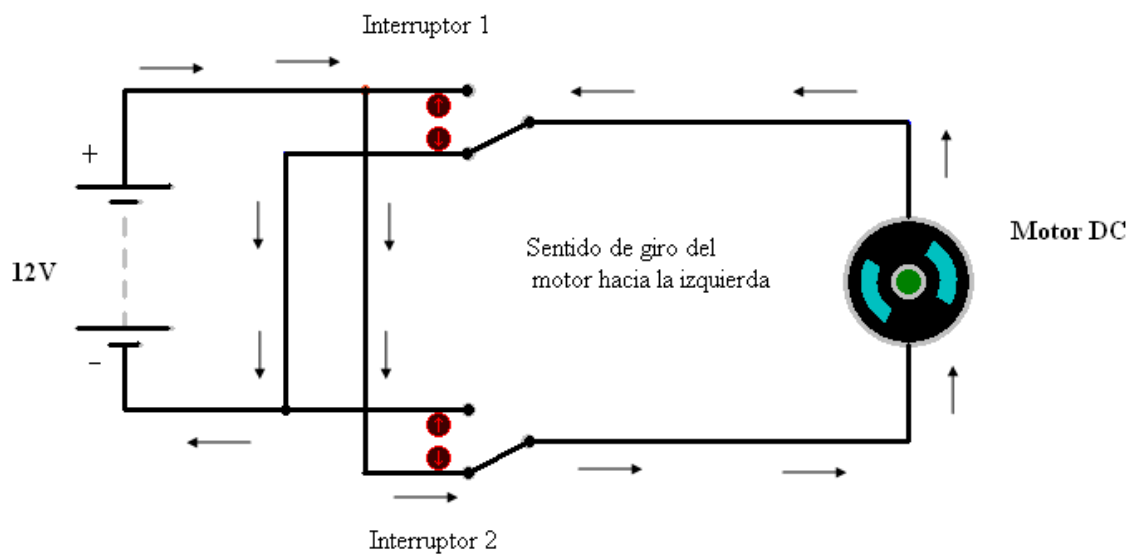 Interruptor 1
+
12V
-
Sentido de giro del
motor hacia la izquierda
Motor DC
Interruptor 2